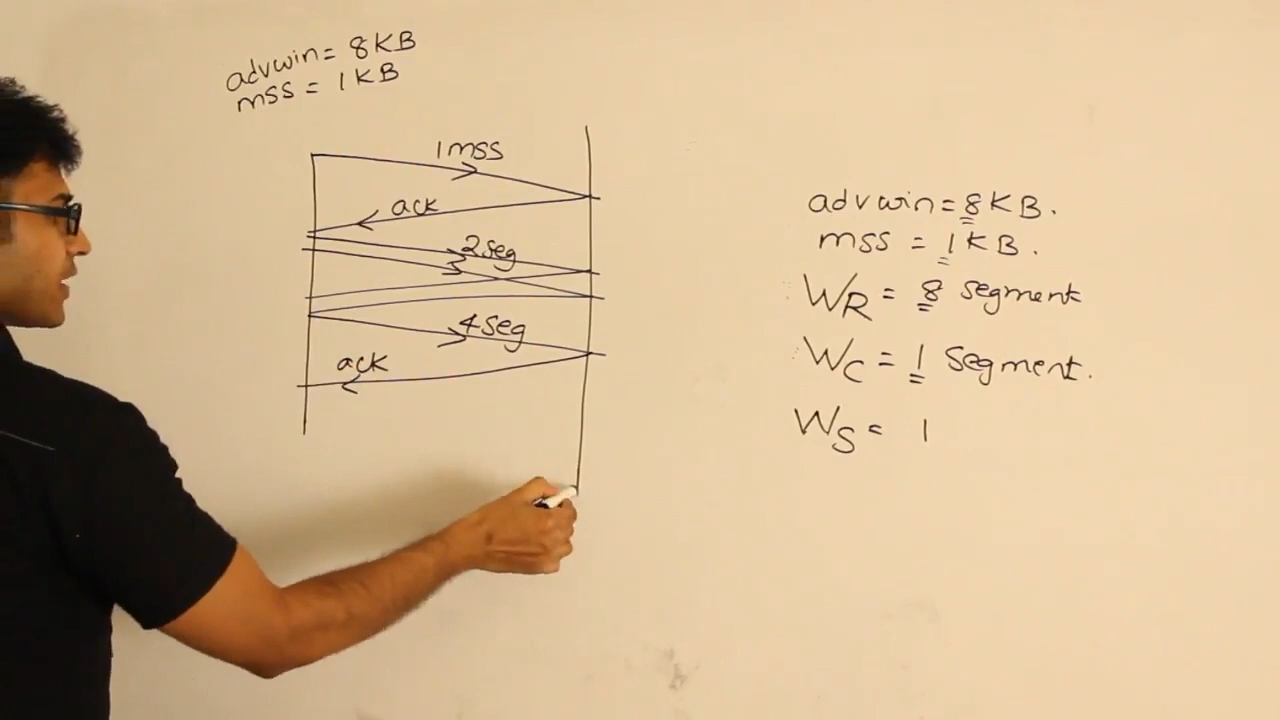 advwin = 8KB
mss = 1KB
1mss
ack
2seg
4seg
ack
advwin = 8KB.
mss = 1KB.
WR = 8 segment
WC = 1 Segment.
WS = 1